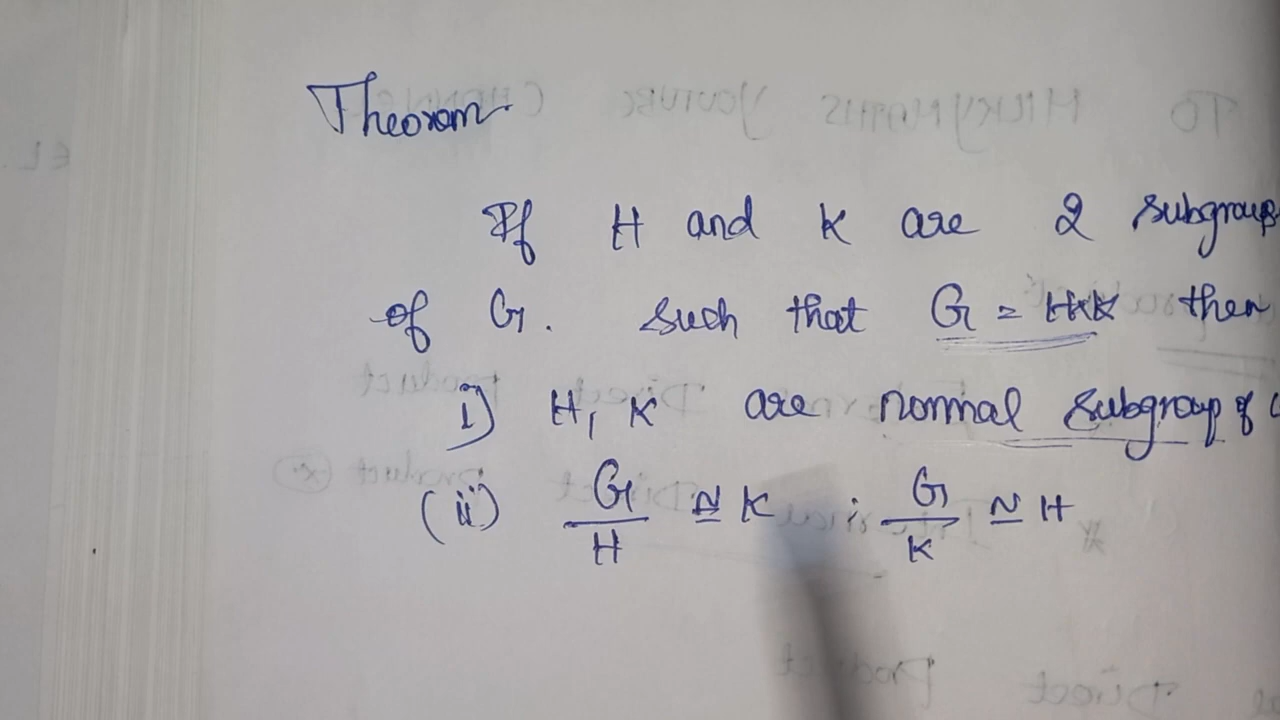 Theorem
If H and K are 2 subgroups
of G. such that G = H×K then
i) H, K are normal subgroup of G
(ii) G/H ≅ K ; G/K ≅ H